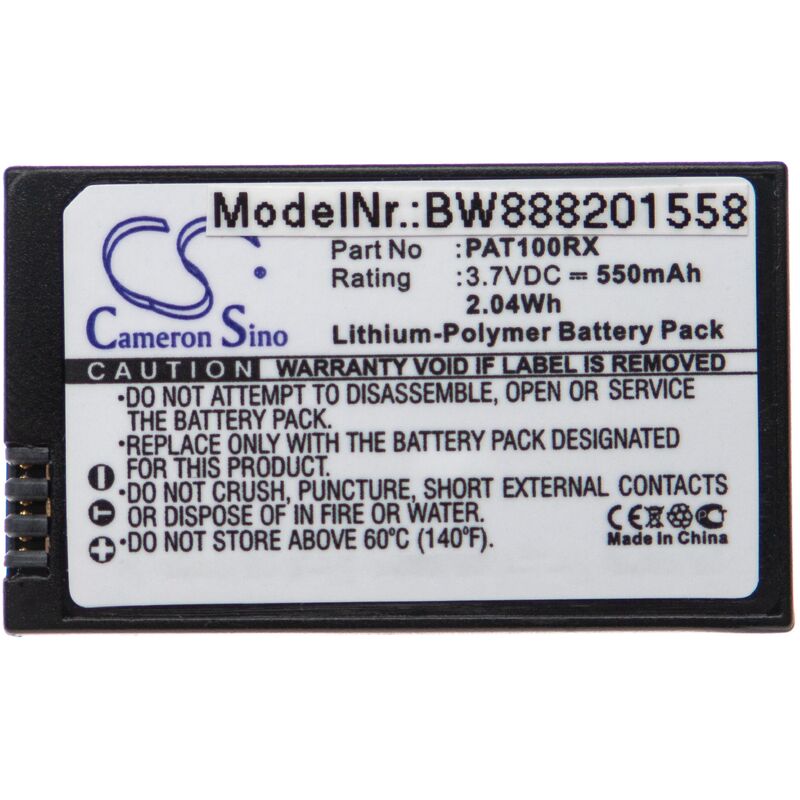 ModelNr.:BW888201558
CS
Cameron Sino
Part No :PAT100RX
Rating :3.7VDC ⎓ 550mAh
2.04Wh
Lithium-Polymer Battery Pack
CAUTION WARRANTY VOID IF LABEL IS REMOVED
•DO NOT ATTEMPT TO DISASSEMBLE, OPEN OR SERVICE
THE BATTERY PACK.
•REPLACE ONLY WITH THE BATTERY PACK DESIGNATED
FOR THIS PRODUCT.
•DO NOT CRUSH, PUNCTURE, SHORT EXTERNAL CONTACTS
OR DISPOSE OF IN FIRE OR WATER.
•DO NOT STORE ABOVE 60°C (140°F).
CE
Made In China